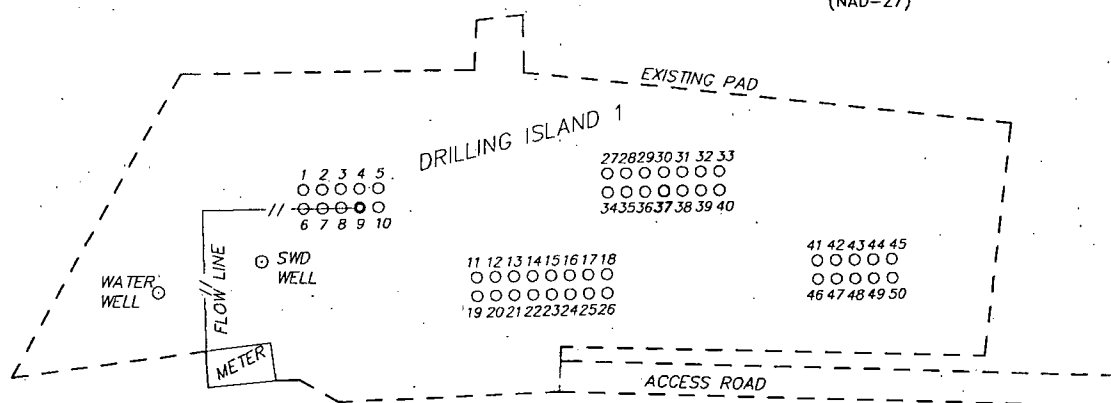 (NAD-27)
EXISTING PAD
DRILLING ISLAND 1
27 28 29 30 31 32 33
1 2 3 4 5
34 35 36 37 38 39 40
6 7 8 9 10
41 42 43 44 45
SWD
WELL
11 12 13 14 15 16 17 18
WATER
WELL
FLOW LINE
46 47 48 49 50
19 20 21 22 23 24 25 26
METER
ACCESS ROAD